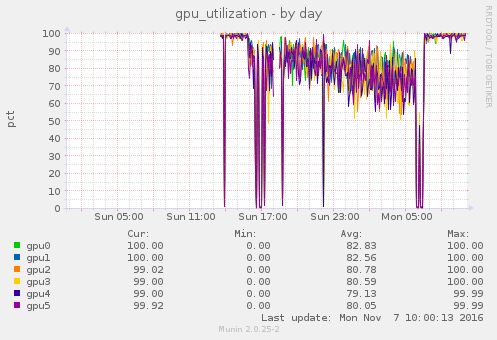 gpu_utilization - by day
RRDTOOL / TOBI OETIKER
pct
100
90
80
70
60
50
40
30
20
10
0
Sun 05:00 Sun 11:00 Sun 17:00 Sun 23:00 Mon 05:00
Cur: Min: Avg: Max:
gpu0 100.00 0.00 82.83 100.00
gpu1 100.00 0.00 82.56 100.00
gpu2 99.02 0.00 80.78 100.00
gpu3 99.00 0.00 80.59 100.00
gpu4 99.00 0.00 79.13 99.99
gpu5 99.92 0.00 80.05 99.99
Last update: Mon Nov 7 10:00:13 2016
Munin 2.0.25-2